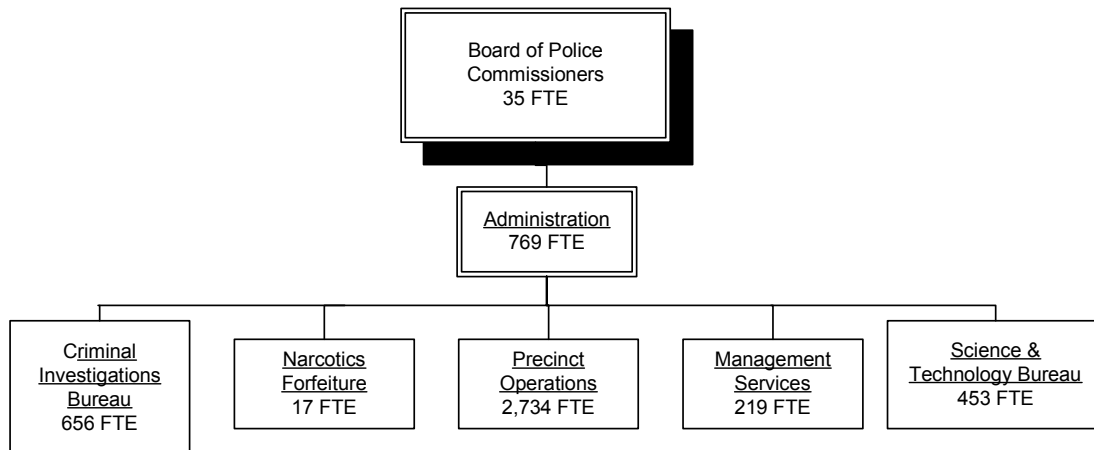 Board of Police
Commissioners
35 FTE
Administration
769 FTE
Criminal
Investigations
Bureau
656 FTE
Narcotics
Forfeiture
17 FTE
Precinct
Operations
2,734 FTE
Management
Services
219 FTE
Science &
Technology Bureau
453 FTE